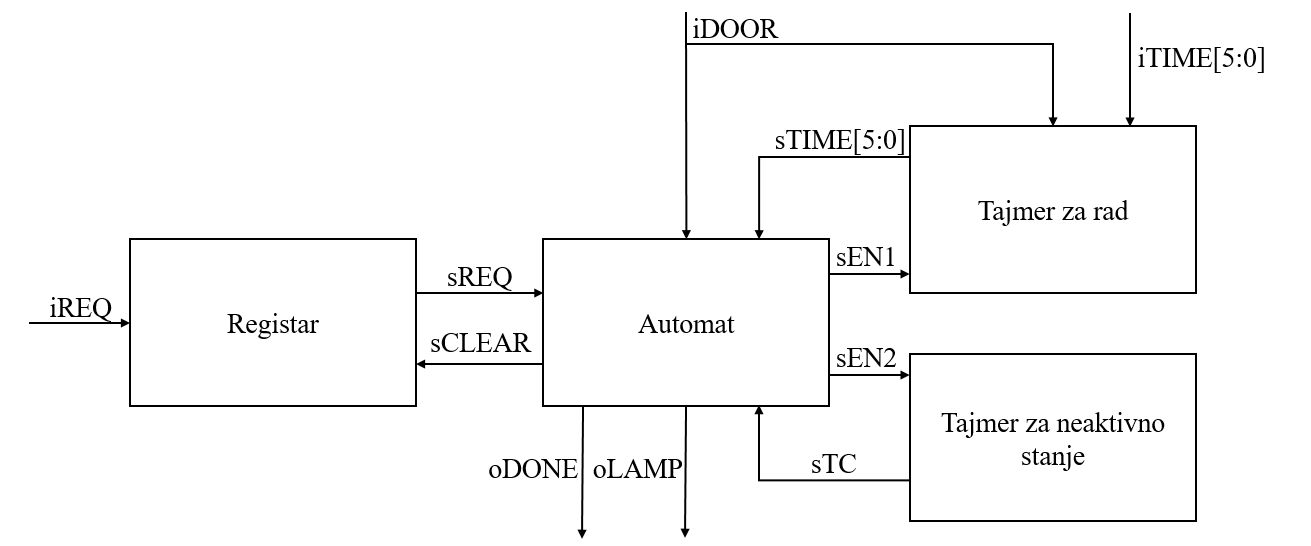 iDOOR
iTIME[5:0]
sTIME[5:0]
Tajmer za rad
sEN1
sREQ
iREQ
Registar
Automat
sCLEAR
sEN2
Tajmer za neaktivno
stanje
oDONE
oLAMP
sTC